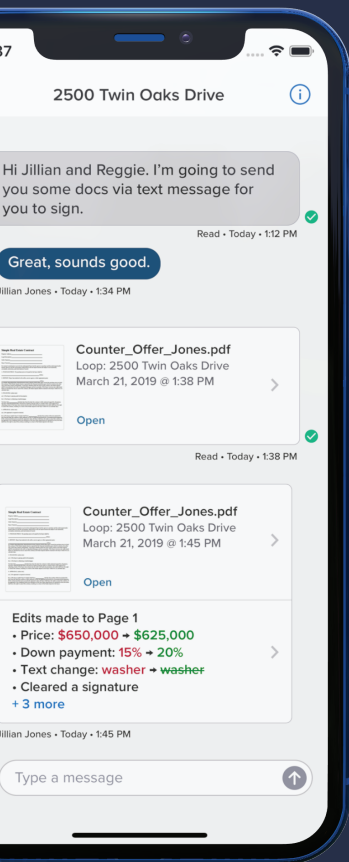 37
2500 Twin Oaks Drive
Hi Jillian and Reggie. I'm going to send
you some docs via text message for
you to sign.
Read • Today • 1:12 PM
Great, sounds good.
Jillian Jones • Today • 1:34 PM
Counter_Offer_Jones.pdf
Loop: 2500 Twin Oaks Drive
March 21, 2019 @ 1:38 PM
Open
Read • Today • 1:38 PM
Counter_Offer_Jones.pdf
Loop: 2500 Twin Oaks Drive
March 21, 2019 @ 1:45 PM
Open
Edits made to Page 1
• Price: $650,000 → $625,000
• Down payment: 15% → 20%
• Text change: washer → washer
• Cleared a signature
+ 3 more
Jillian Jones • Today • 1:45 PM
Type a message